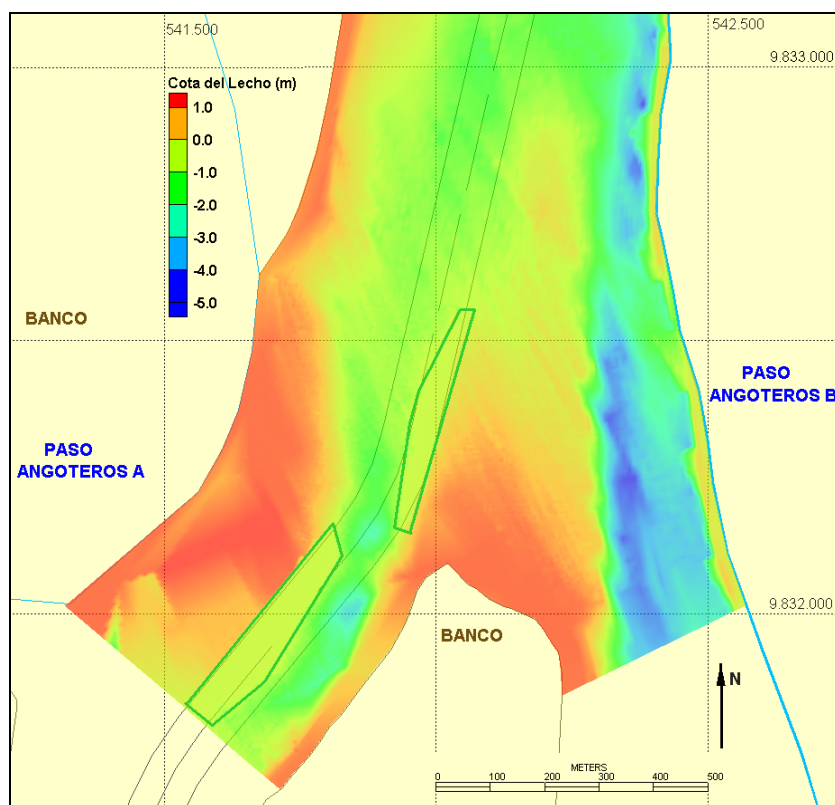 541.500
542.500
9.833.000
Cota del Lecho (m)
1.0
0.0
-1.0
-2.0
-3.0
-4.0
-5.0
BANCO
PASO
ANGOTEROS B
PASO
ANGOTEROS A
9.832.000
BANCO
N
METERS
0 100 200 300 400 500